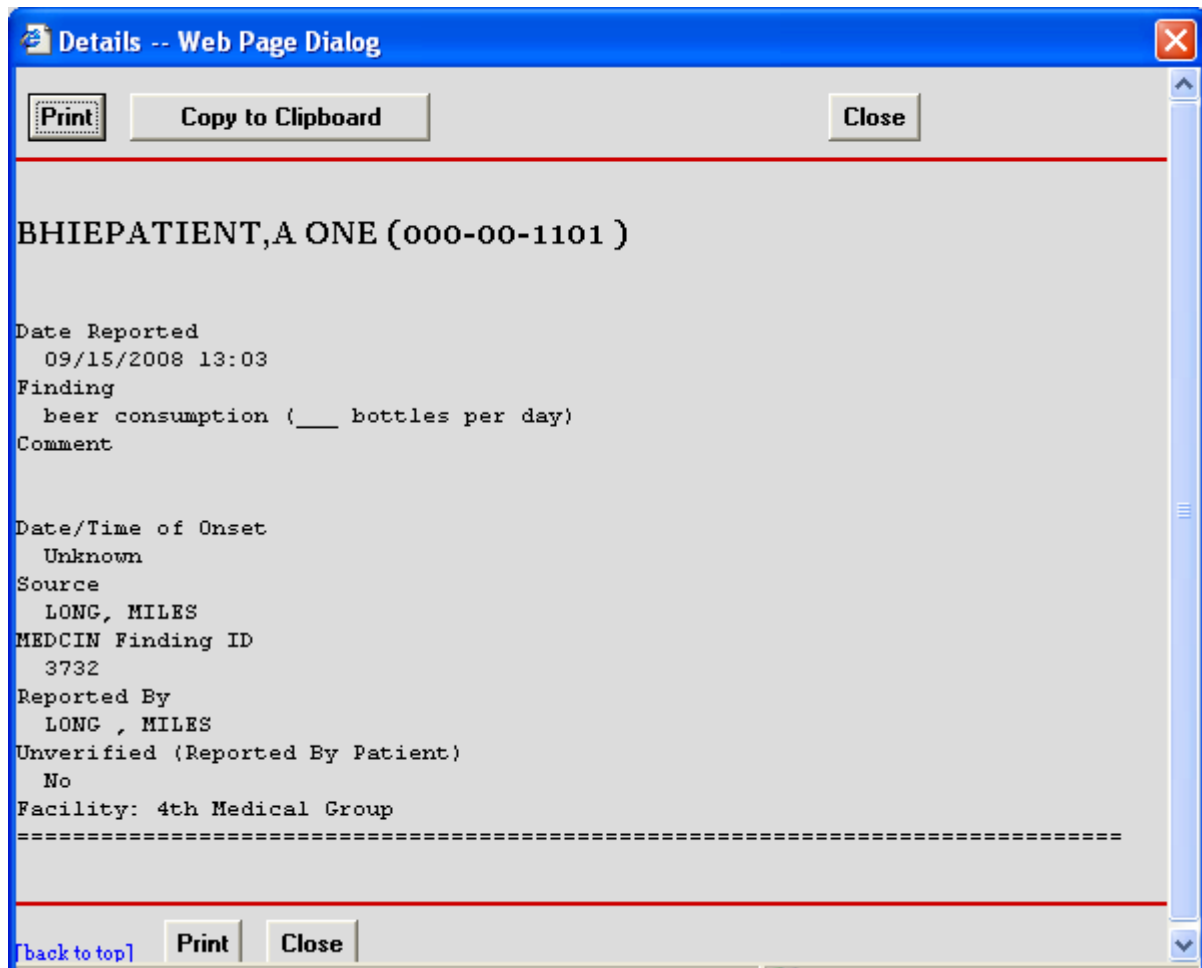 Details -- Web Page Dialog
Print Copy to Clipboard Close
BHIEPATIENT,A ONE (000-00-1101 )
Date Reported
09/15/2008 13:03
Finding
beer consumption (___ bottles per day)
Comment
Date/Time of Onset
Unknown
Source
LONG, MILES
MEDCIN Finding ID
3732
Reported By
LONG , MILES
Unverified (Reported By Patient)
No
Facility: 4th Medical Group
===============================================================================
[back to top] Print Close